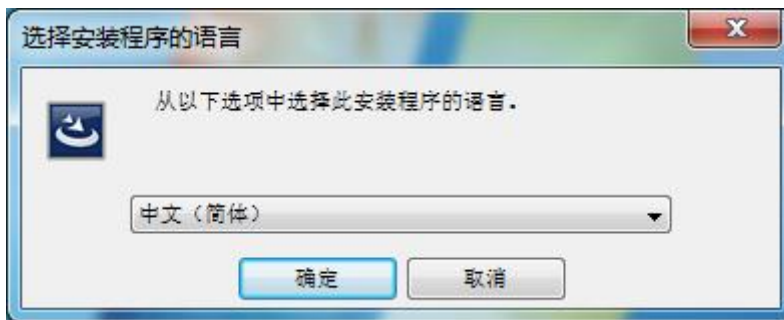 选择安装程序的语言
从以下选项中选择此安装程序的语言.
中文（简体）
确定
取消